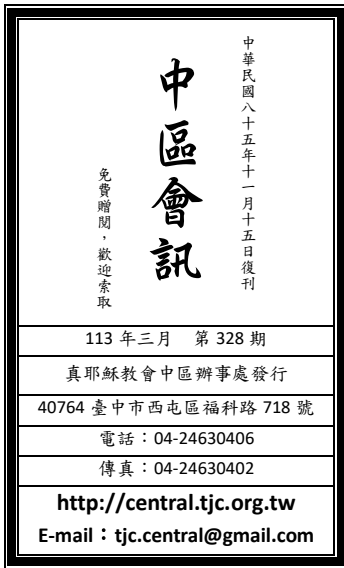 中華民國八十五年十一月十五日復刊
中區會訊
免費贈閱，歡迎索取
113 年三月 第 328 期
真耶穌教會中區辦事處發行
40764 臺中市西屯區福科路 718 號
電話：04-24630406
傳真：04-24630402
http://central.tjc.org.tw
E-mail：tjc.central@gmail.com